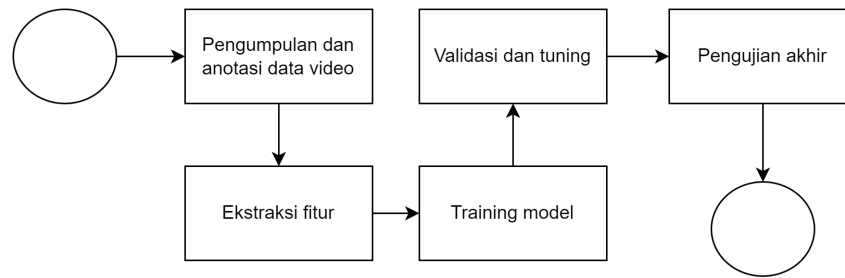 Pengumpulan dan
anotasi data video
Ekstraksi fitur
Training model
Validasi dan tuning
Pengujian akhir